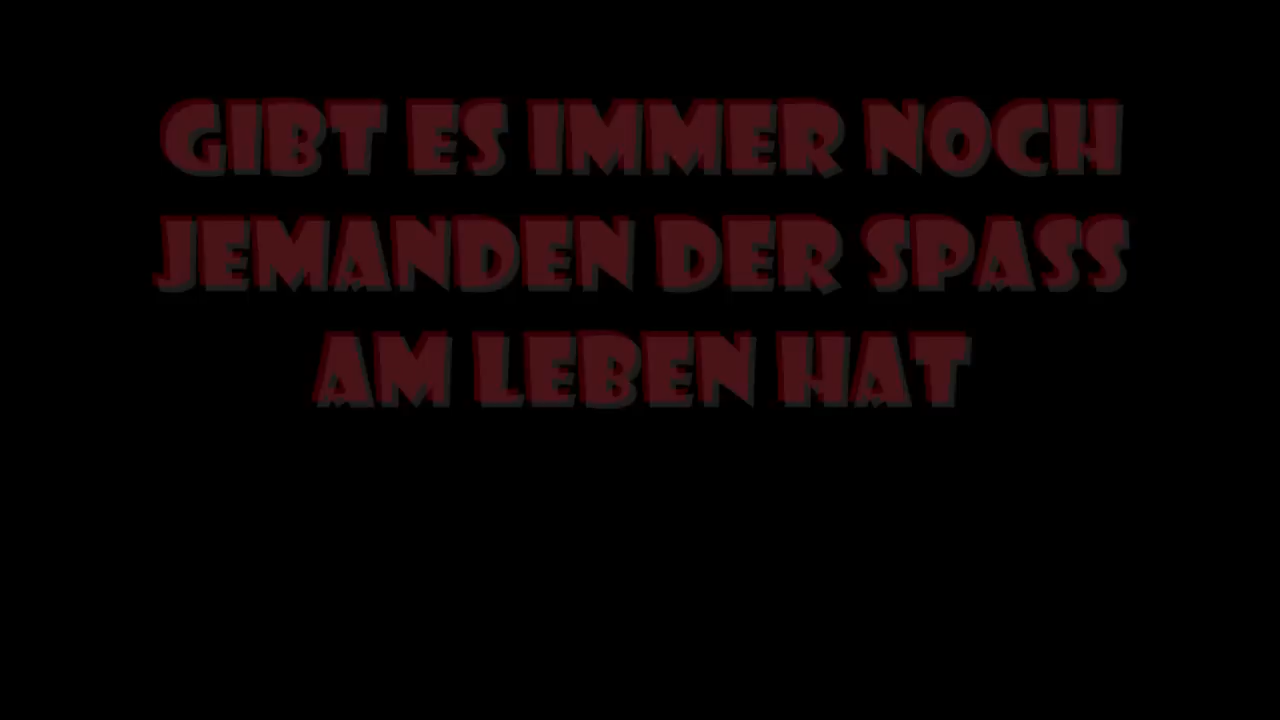 GIBT ES IMMER NOCH
JEMANDEN DER SPASS
AM LEBEN HAT